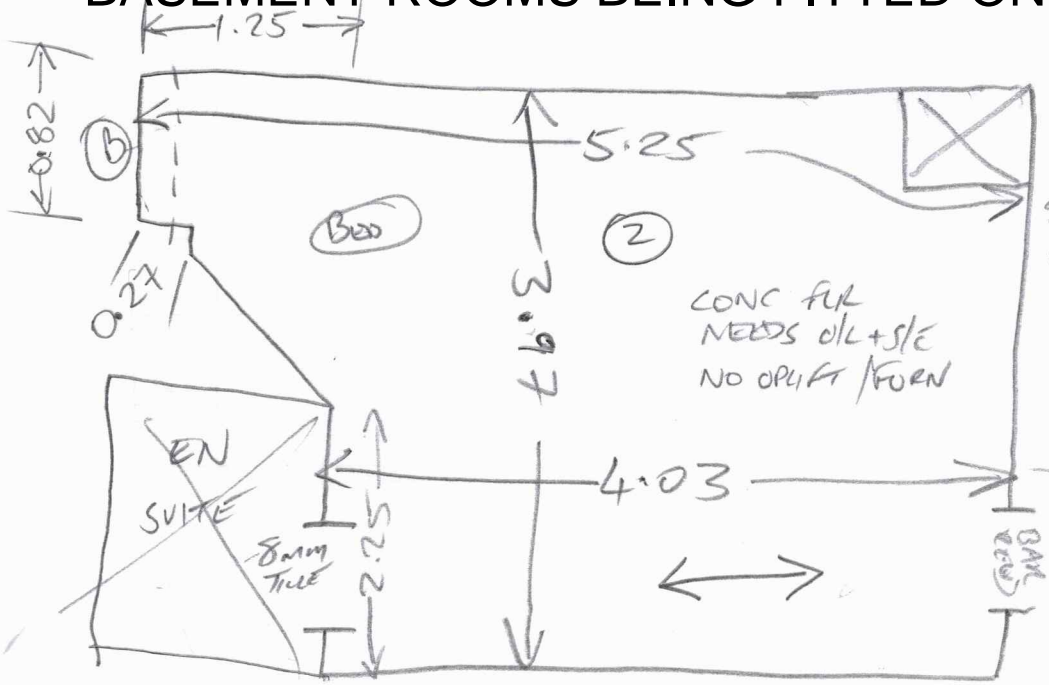 BASEMENT ROOMS BEING FITTED ON
1.25
0.82
B
5.25
BED
2
0.27
3.97
CONC FLR
NEEDS O/L + S/E
NO UPLIFT / FURN
EN
SUITE
4.03
8mm
TILE
2.25
BAR